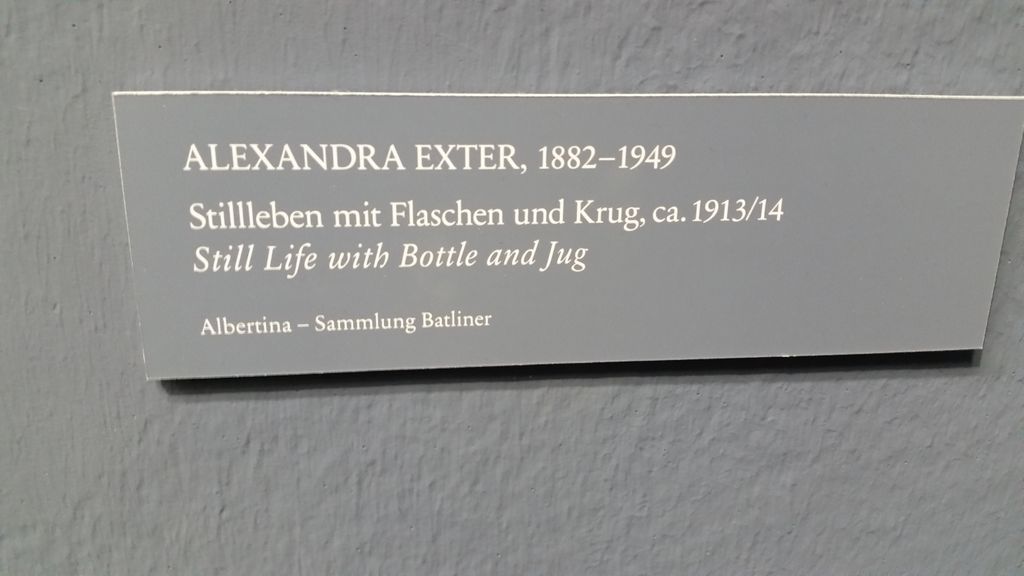 ALEXANDRA EXTER, 1882–1949
Stillleben mit Flaschen und Krug, ca. 1913/14
Still Life with Bottle and Jug
Albertina – Sammlung Batliner